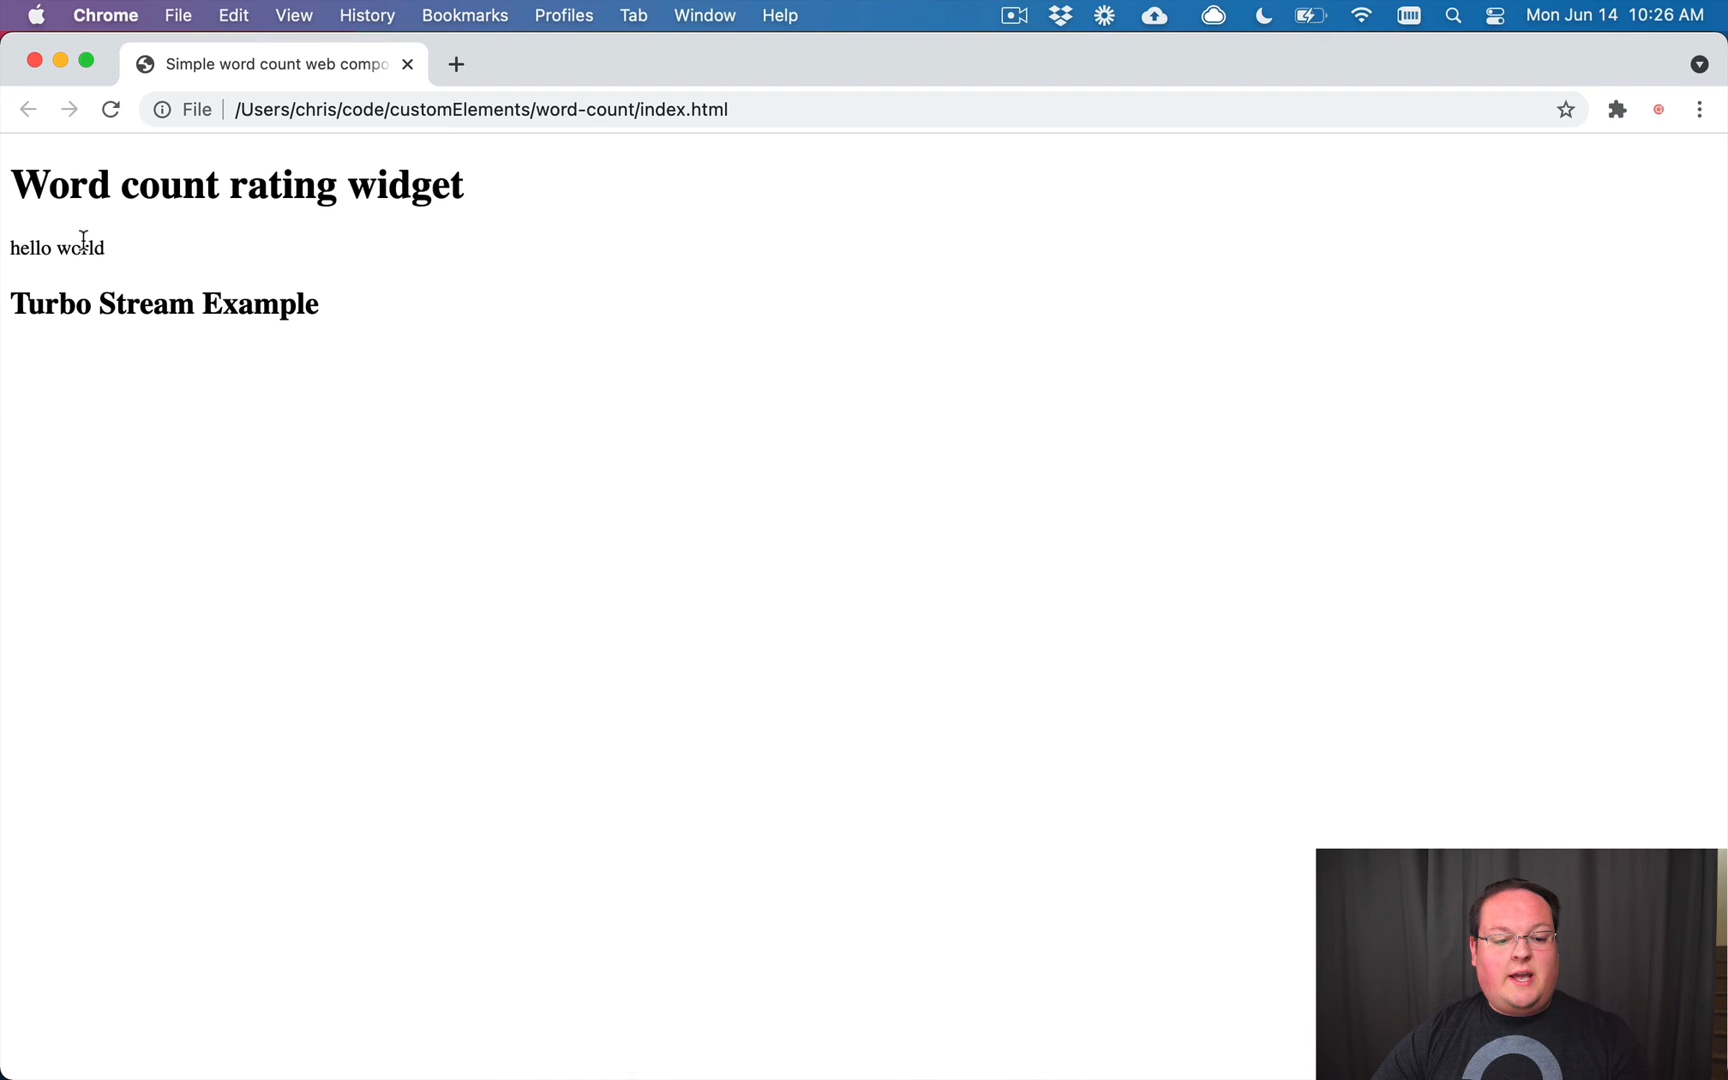 Chrome File Edit View History Bookmarks Profiles Tab Window Help Mon Jun 14 10:26 AM
Simple word count web compo
File /Users/chris/code/customElements/word-count/index.html
Word count rating widget
hello world
Turbo Stream Example